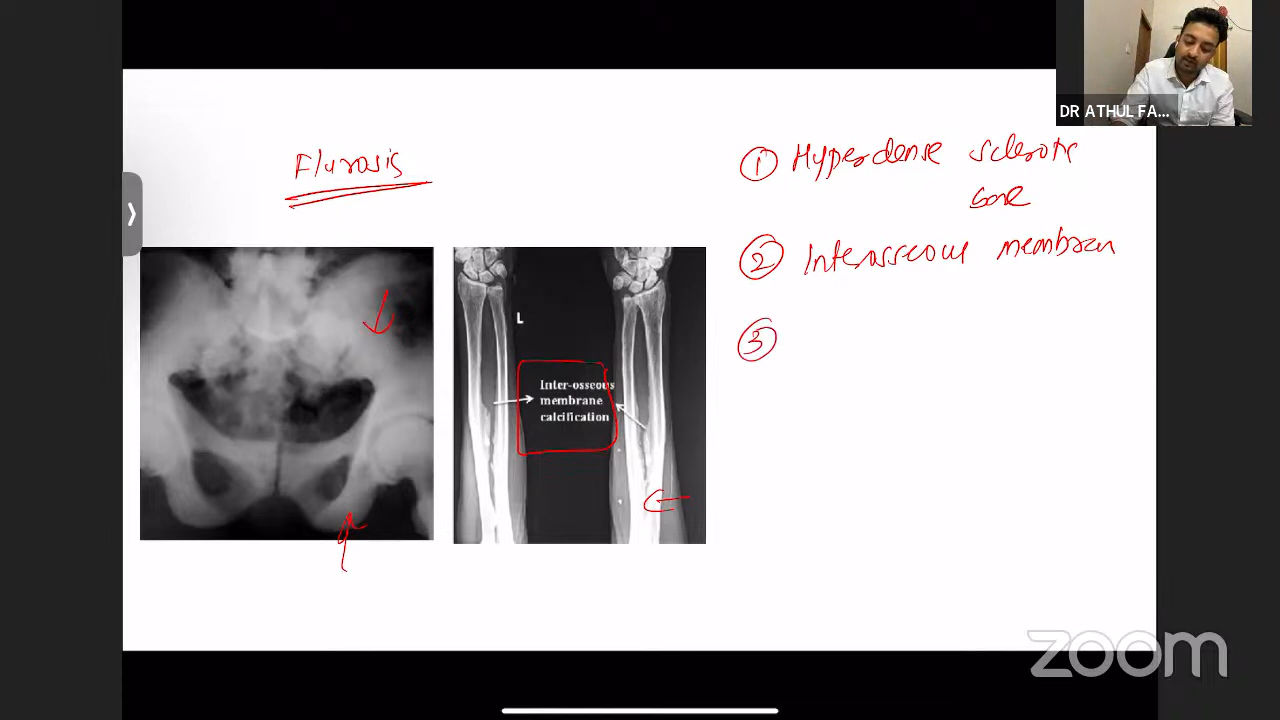 DR ATHUL FA...
Flurosis
① Hyperdense sclerotic
bone
② Interosseous membran
③
L
Inter-osseous
membrane
calcification
zoom